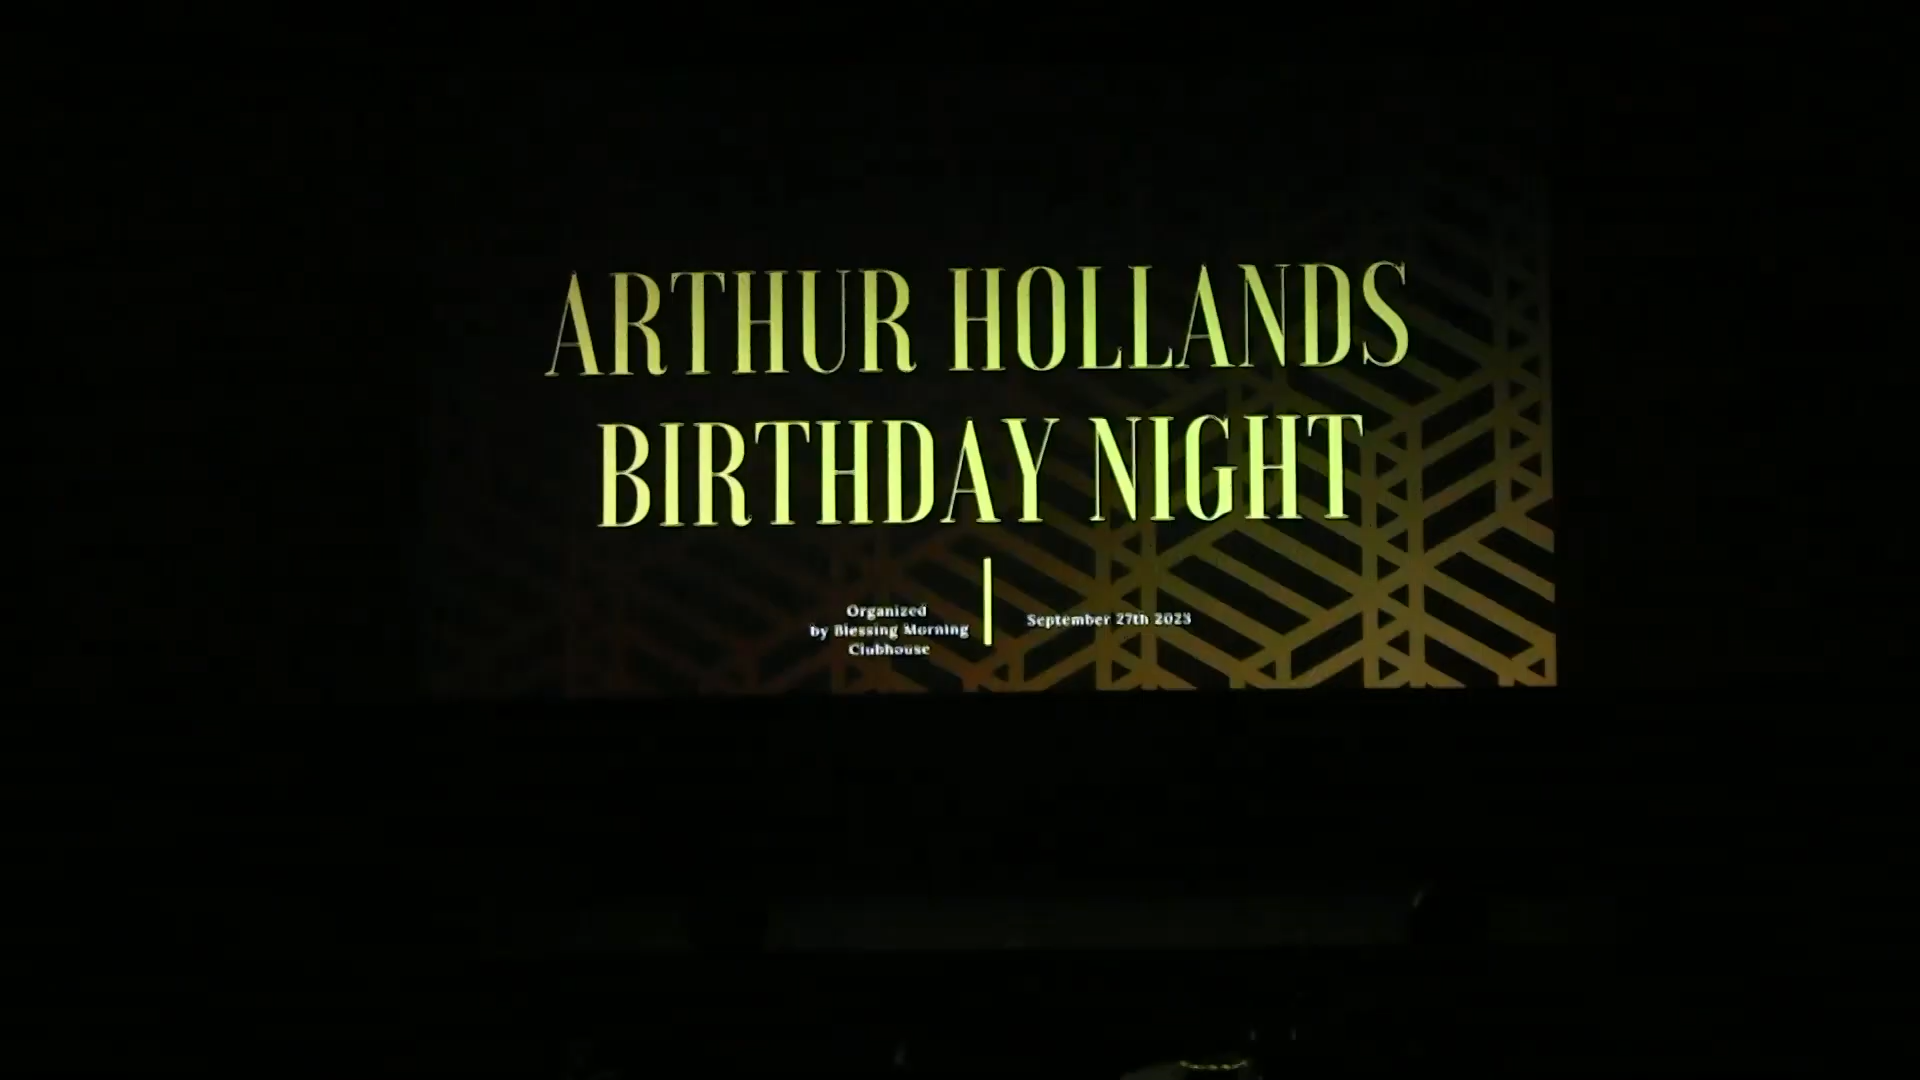 ARTHUR HOLLANDS
BIRTHDAY NIGHT
Organized
by Blessing Morning
Clubhouse
September 27th 2023